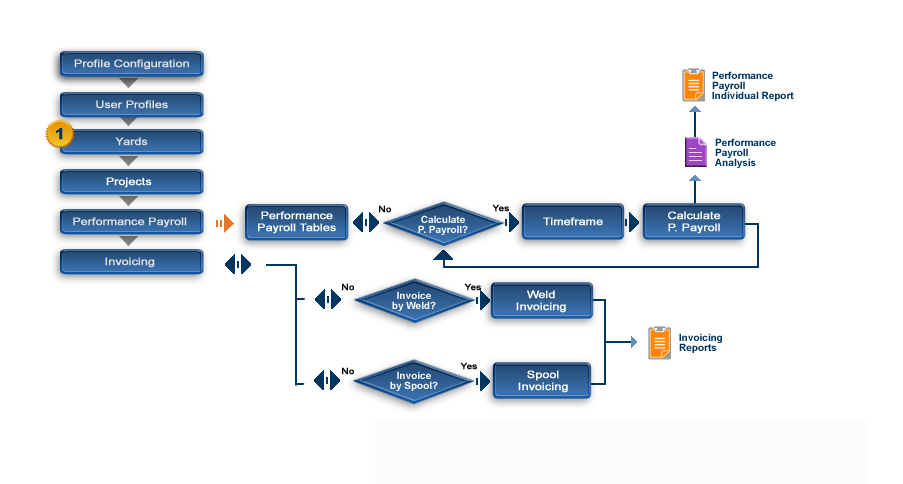 Profile Configuration
User Profiles
1
Yards
Projects
Performance Payroll
Invoicing
Performance
Payroll Tables
No
Calculate
P. Payroll?
Yes
Timeframe
Calculate
P. Payroll
Performance
Payroll
Analysis
Performance
Payroll
Individual Report
No
Invoice
by Weld?
Yes
Weld
Invoicing
No
Invoice
by Spool?
Yes
Spool
Invoicing
Invoicing
Reports